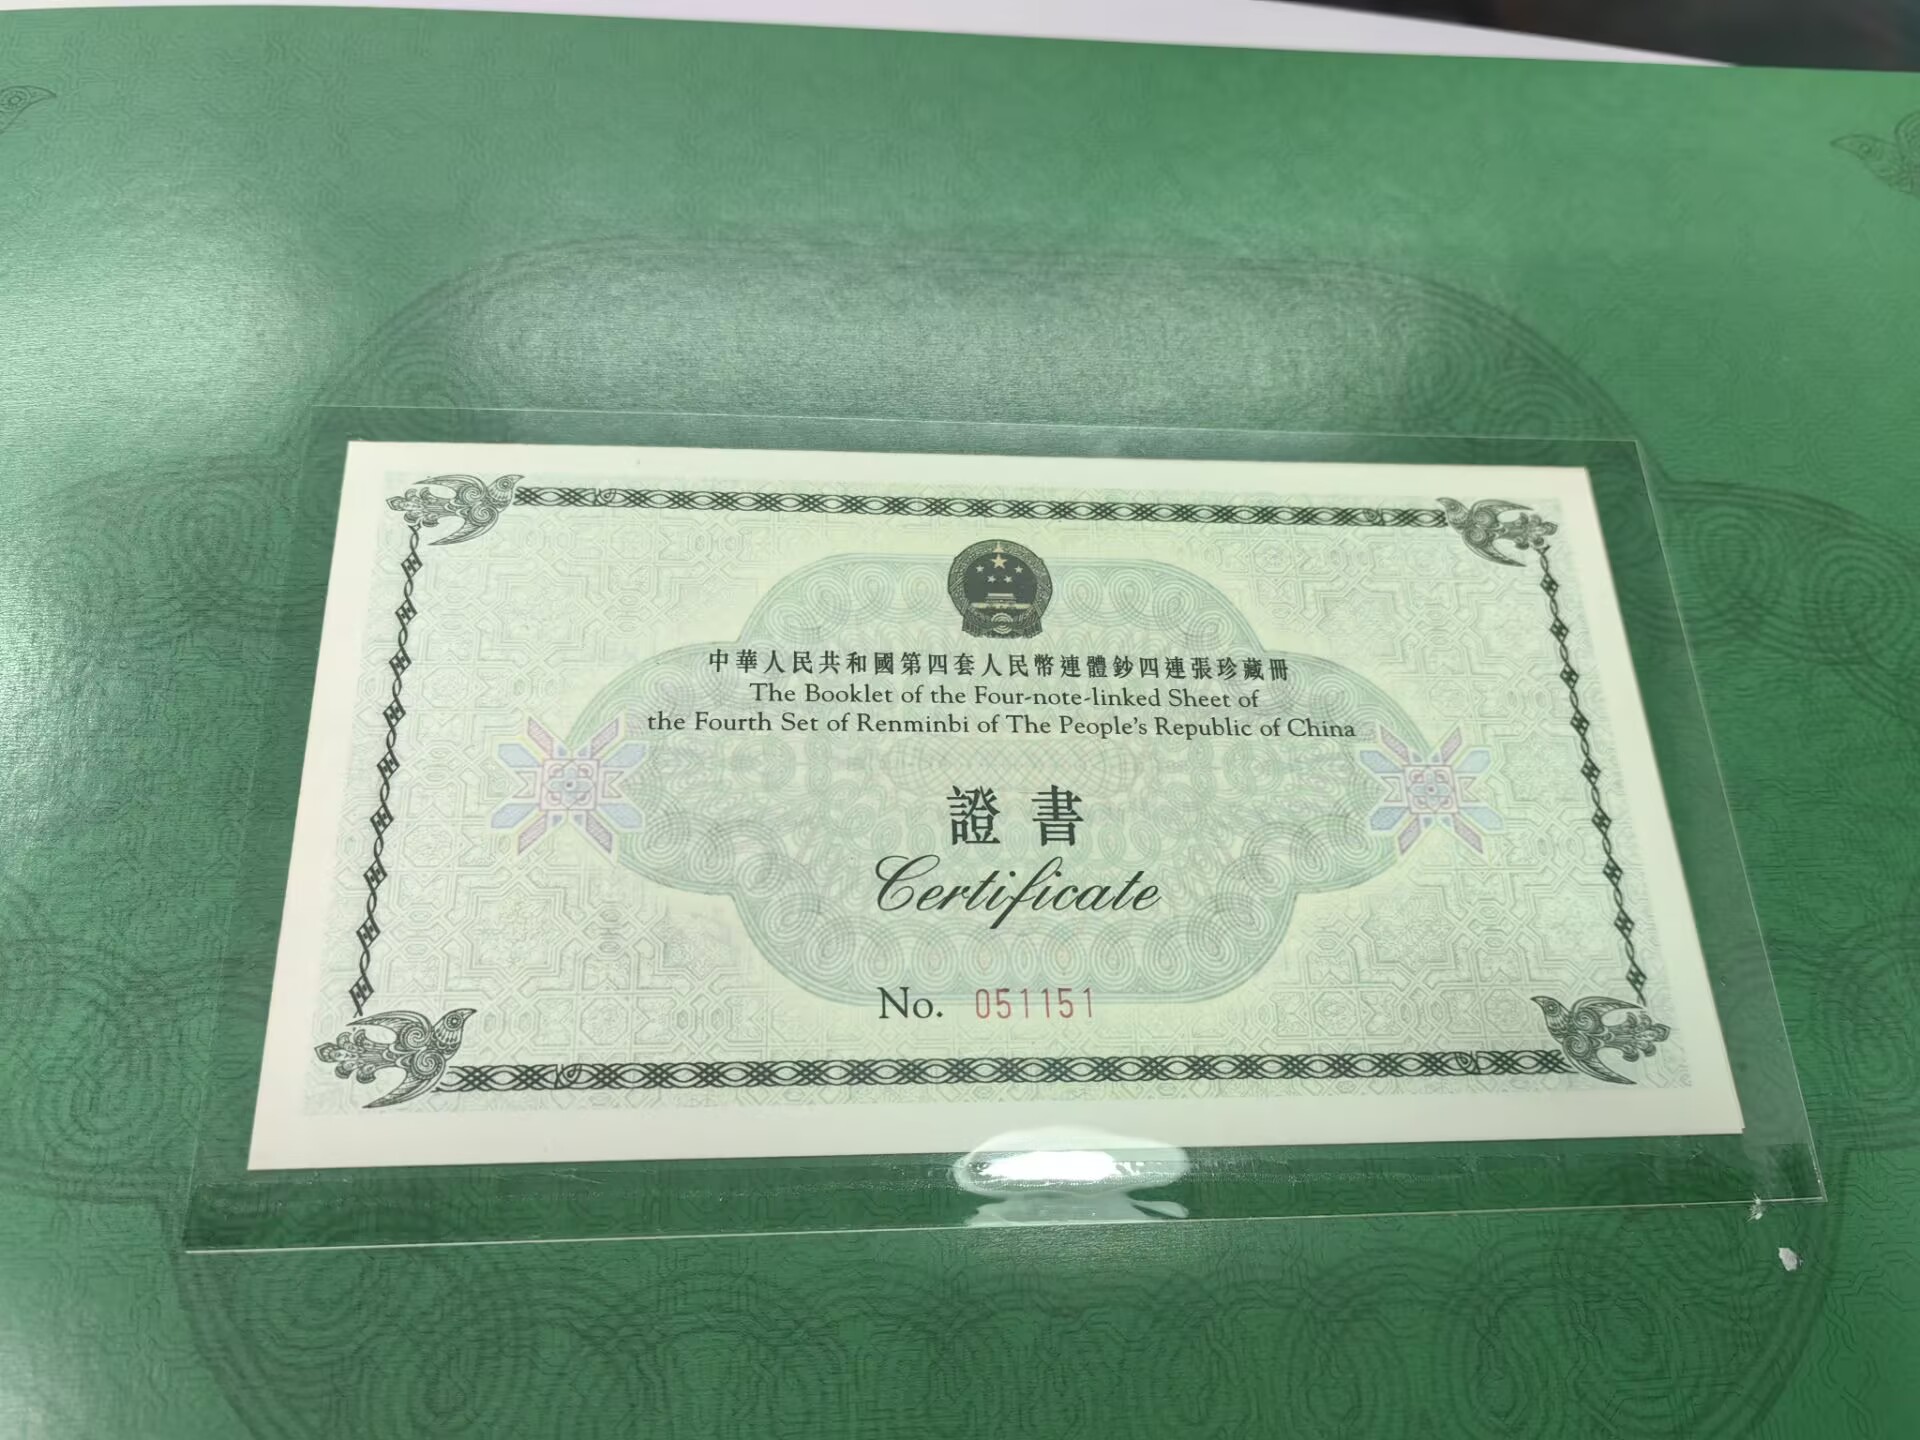 中華人民共和國第四套人民幣連體鈔四連張珍藏冊
The Booklet of the Four-note-linked Sheet of
the Fourth Set of Renminbi of The People's Republic of China
證書
Certificate
No. 051151